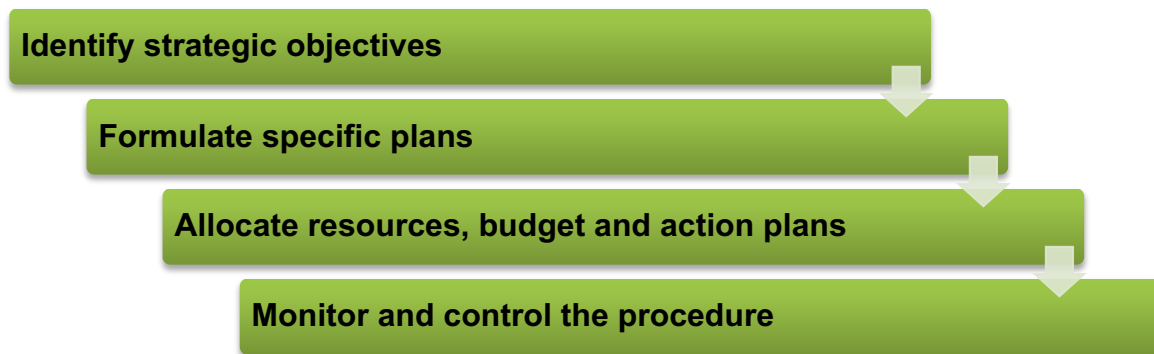 Identify strategic objectives
Formulate specific plans
Allocate resources, budget and action plans
Monitor and control the procedure